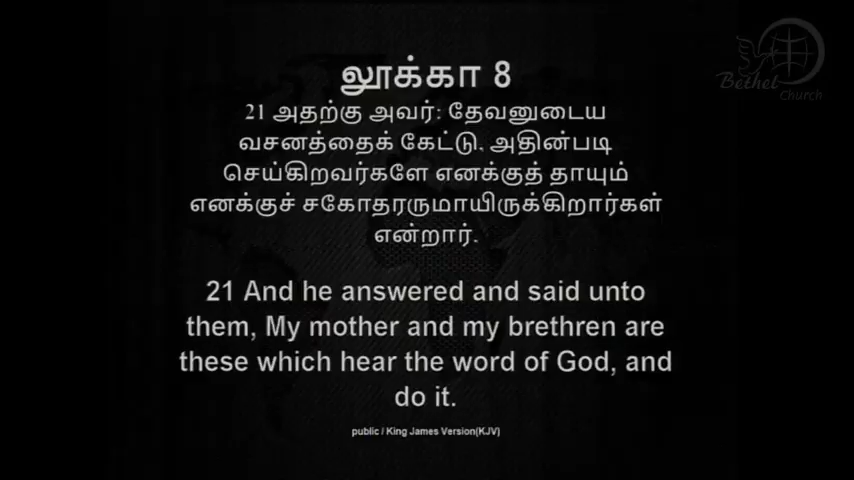 லூக்கா 8
21 அதற்கு அவர்: தேவனுடைய
வசனத்தைக் கேட்டு, அதின்படி
செய்கிறவர்களே எனக்குத் தாயும்
எனக்குச் சகோதரருமாயிருக்கிறார்கள்
என்றார்.
21 And he answered and said unto
them, My mother and my brethren are
these which hear the word of God, and
do it.
public / King James Version(KJV)
Bethel
Church